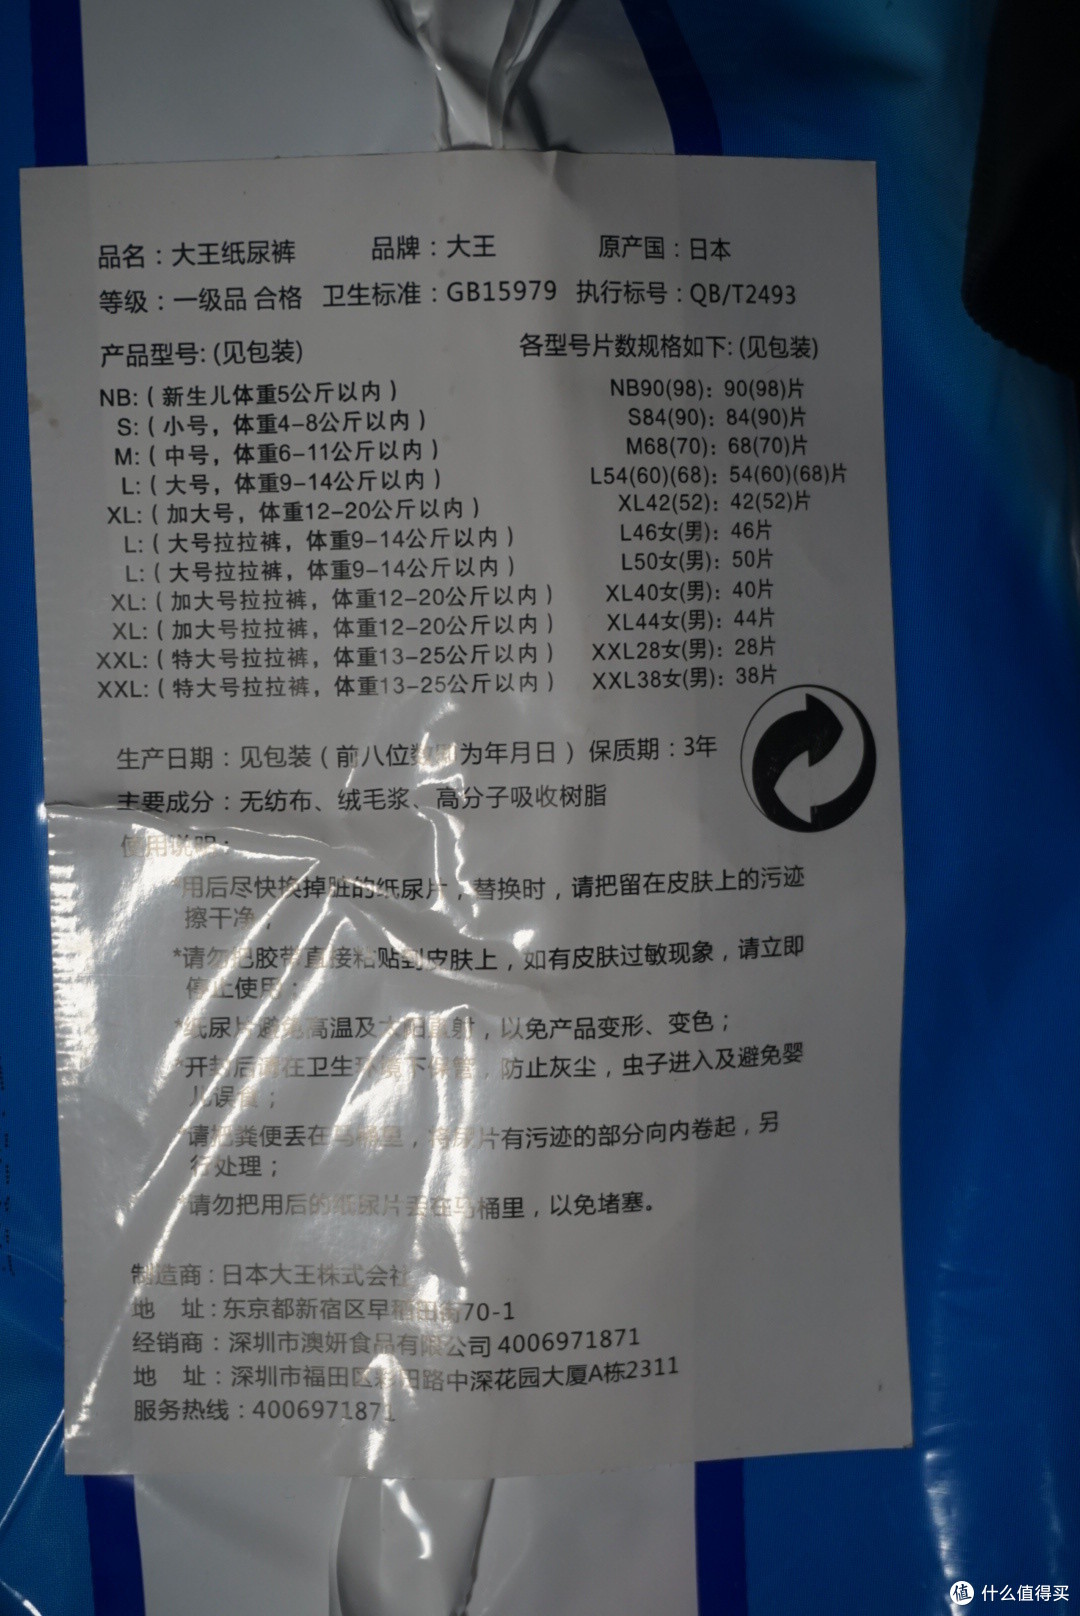 品名：大王纸尿裤 品牌：大王 原产国：日本
等级：一级品 合格 卫生标准：GB15979 执行标号：QB/T2493
产品型号: (见包装) 各型号片数规格如下: (见包装)
NB:（新生儿体重5公斤以内） NB90(98)：90(98)片
S:（小号，体重4-8公斤以内） S84(90)：84(90)片
M:（中号，体重6-11公斤以内） M68(70)：68(70)片
L:（大号，体重9-14公斤以内） L54(60)(68)：54(60)(68)片
XL:（加大号，体重12-20公斤以内） XL42(52)：42(52)片
L:（大号拉拉裤，体重9-14公斤以内） L46女(男)：46片
L:（大号拉拉裤，体重9-14公斤以内） L50女(男)：50片
XL:（加大号拉拉裤，体重12-20公斤以内） XL40女(男)：40片
XL:（加大号拉拉裤，体重12-20公斤以内） XL44女(男)：44片
XXL:（特大号拉拉裤，体重13-25公斤以内） XXL28女(男)：28片
XXL:（特大号拉拉裤，体重13-25公斤以内） XXL38女(男)：38片
生产日期：见包装（前八位数即为年月日）保质期：3年
主要成分：无纺布、绒毛浆、高分子吸收树脂
使用说明：
*用后尽快换掉脏的纸尿片，替换时，请把留在皮肤上的污迹
擦干净；
*请勿把胶带直接粘贴到皮肤上，如有皮肤过敏现象，请立即
停止使用；
*纸尿片避免高温及太阳直射，以免产品变形、变色；
*开封后请在卫生环境下保管，防止灰尘，虫子进入及避免婴
儿误食；
*请把粪便丢在马桶里，将尿片有污迹的部分向内卷起，另
行处理；
*请勿把用后的纸尿片丢在马桶里，以免堵塞。
制造商：日本大王株式会社
地 址：东京都新宿区早稻田街70-1
经销商：深圳市澳妍食品有限公司 4006971871
地 址：深圳市福田区彩田路中深花园大厦A栋2311
服务热线：4006971871
值 什么值得买